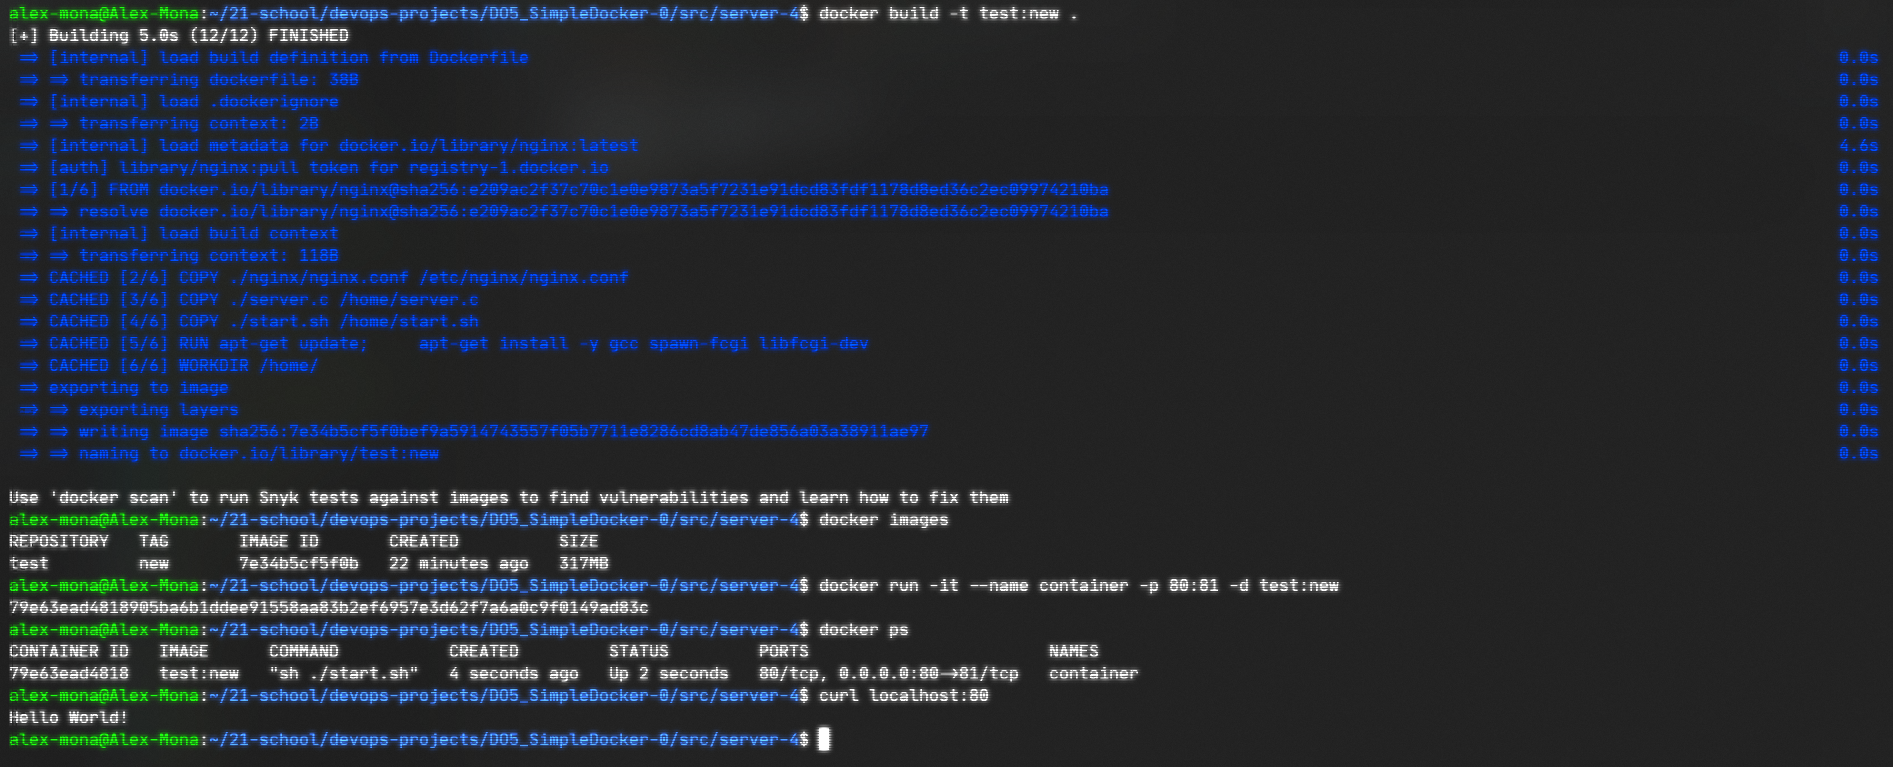 alex-mona@Alex-Mona:~/21-school/devops-projects/DO5_SimpleDocker-0/src/server-4$ docker build -t test:new .
[+] Building 5.0s (12/12) FINISHED
=> [internal] load build definition from Dockerfile 0.0s
=> => transferring dockerfile: 38B 0.0s
=> [internal] load .dockerignore 0.0s
=> => transferring context: 2B 0.0s
=> [internal] load metadata for docker.io/library/nginx:latest 4.6s
=> [auth] library/nginx:pull token for registry-1.docker.io 0.0s
=> [1/6] FROM docker.io/library/nginx@sha256:e209ac2f37c70c1e0e9873a5f7231e91dcd83fdf1178d8ed36c2ec09974210ba 0.0s
=> => resolve docker.io/library/nginx@sha256:e209ac2f37c70c1e0e9873a5f7231e91dcd83fdf1178d8ed36c2ec09974210ba 0.0s
=> [internal] load build context 0.0s
=> => transferring context: 118B 0.0s
=> CACHED [2/6] COPY ./nginx/nginx.conf /etc/nginx/nginx.conf 0.0s
=> CACHED [3/6] COPY ./server.c /home/server.c 0.0s
=> CACHED [4/6] COPY ./start.sh /home/start.sh 0.0s
=> CACHED [5/6] RUN apt-get update;     apt-get install -y gcc spawn-fcgi libfcgi-dev 0.0s
=> CACHED [6/6] WORKDIR /home/ 0.0s
=> exporting to image 0.0s
=> => exporting layers 0.0s
=> => writing image sha256:7e34b5cf5f0bef9a5914743557f05b7711e8286cd8ab47de856a03a38911ae97 0.0s
=> => naming to docker.io/library/test:new 0.0s
Use 'docker scan' to run Snyk tests against images to find vulnerabilities and learn how to fix them
alex-mona@Alex-Mona:~/21-school/devops-projects/DO5_SimpleDocker-0/src/server-4$ docker images
REPOSITORY   TAG       IMAGE ID       CREATED          SIZE
test         new       7e34b5cf5f0b   22 minutes ago   317MB
alex-mona@Alex-Mona:~/21-school/devops-projects/DO5_SimpleDocker-0/src/server-4$ docker run -it --name container -p 80:81 -d test:new
79e63ead4818905ba6b1ddee91558aa83b2ef6957e3d62f7a6a0c9f0149ad83c
alex-mona@Alex-Mona:~/21-school/devops-projects/DO5_SimpleDocker-0/src/server-4$ docker ps
CONTAINER ID   IMAGE      COMMAND           CREATED         STATUS         PORTS                        NAMES
79e63ead4818   test:new   "sh ./start.sh"   4 seconds ago   Up 2 seconds   80/tcp, 0.0.0.0:80->81/tcp   container
alex-mona@Alex-Mona:~/21-school/devops-projects/DO5_SimpleDocker-0/src/server-4$ curl localhost:80
Hello World!
alex-mona@Alex-Mona:~/21-school/devops-projects/DO5_SimpleDocker-0/src/server-4$